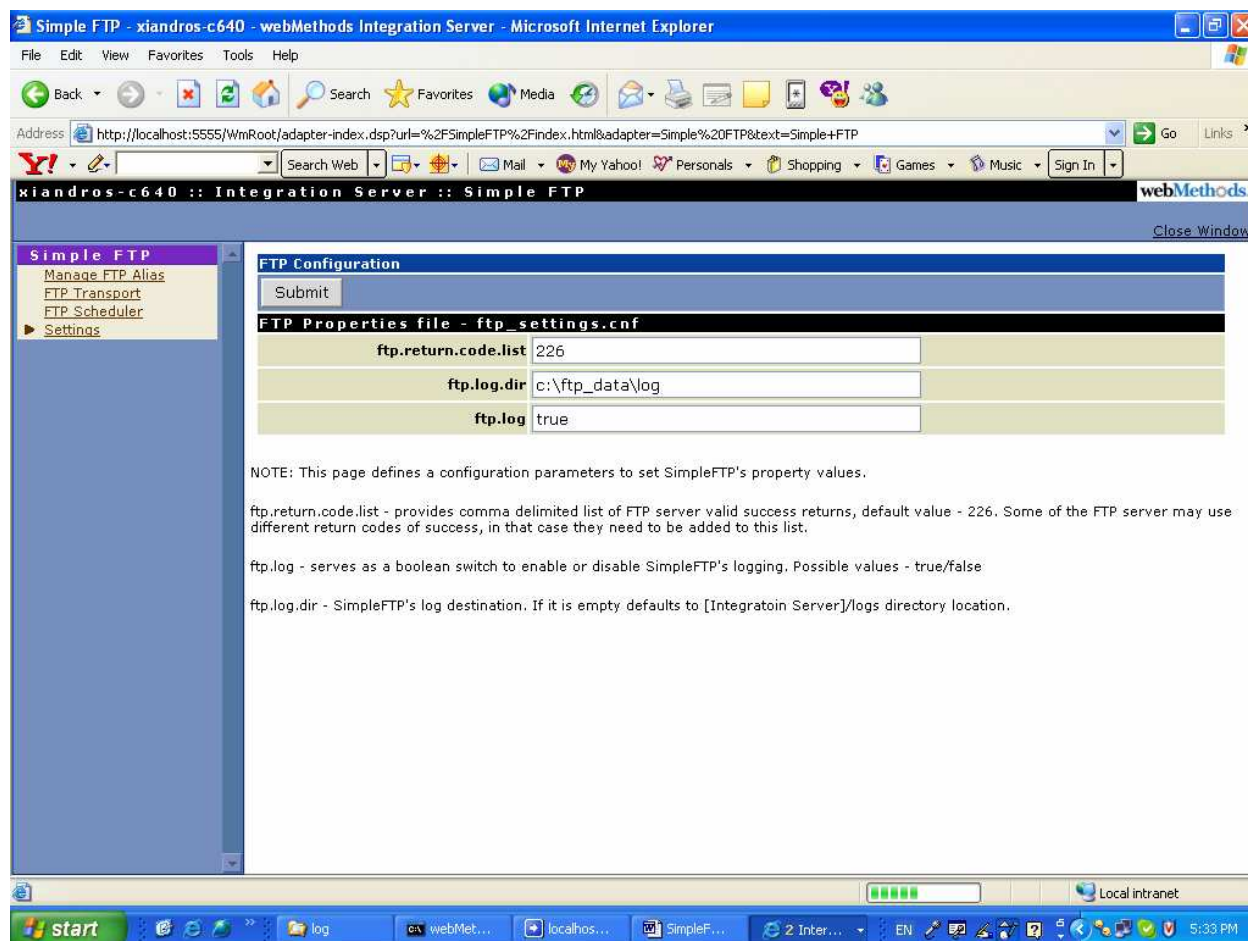 Simple FTP - xiandros-c640 - webMethods Integration Server - Microsoft Internet Explorer
File Edit View Favorites Tools Help
Back Search Favorites Media
Address http://localhost:5555/WmRoot/adapter-index.dsp?url=%2FSimpleFTP%2Findex.html&adapter=Simple%20FTP&text=Simple+FTP Go Links
Y! Search Web Mail My Yahoo! Personals Shopping Games Music Sign In
xiandros-c640 :: Integration Server :: Simple FTP webMethods.
Close Window
Simple FTP
Manage FTP Alias
FTP Transport
FTP Scheduler
Settings
FTP Configuration
Submit
FTP Properties file - ftp_settings.cnf
ftp.return.code.list 226
ftp.log.dir c:\ftp_data\log
ftp.log true
NOTE: This page defines a configuration parameters to set SimpleFTP's property values.
ftp.return.code.list - provides comma delimited list of FTP server valid success returns, default value - 226. Some of the FTP server may use
different return codes of success, in that case they need to be added to this list.
ftp.log - serves as a boolean switch to enable or disable SimpleFTP's logging. Possible values - true/false
ftp.log.dir - SimpleFTP's log destination. If it is empty defaults to [Integratoin Server]/logs directory location.
Local intranet
start log webMet... localhos... SimpleF... 2 Inter... EN 5:33 PM